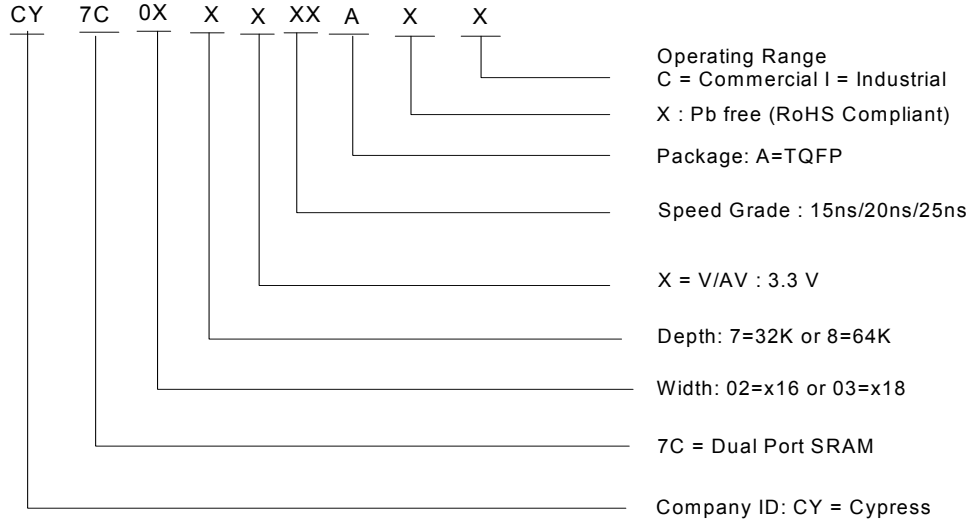 CY 7C 0X X X XX A X X
Operating Range
C = Commercial I = Industrial
X : Pb free (RoHS Compliant)
Package: A=TQFP
Speed Grade : 15ns/20ns/25ns
X = V/AV : 3.3 V
Depth: 7=32K or 8=64K
Width: 02=x16 or 03=x18
7C = Dual Port SRAM
Company ID: CY = Cypress